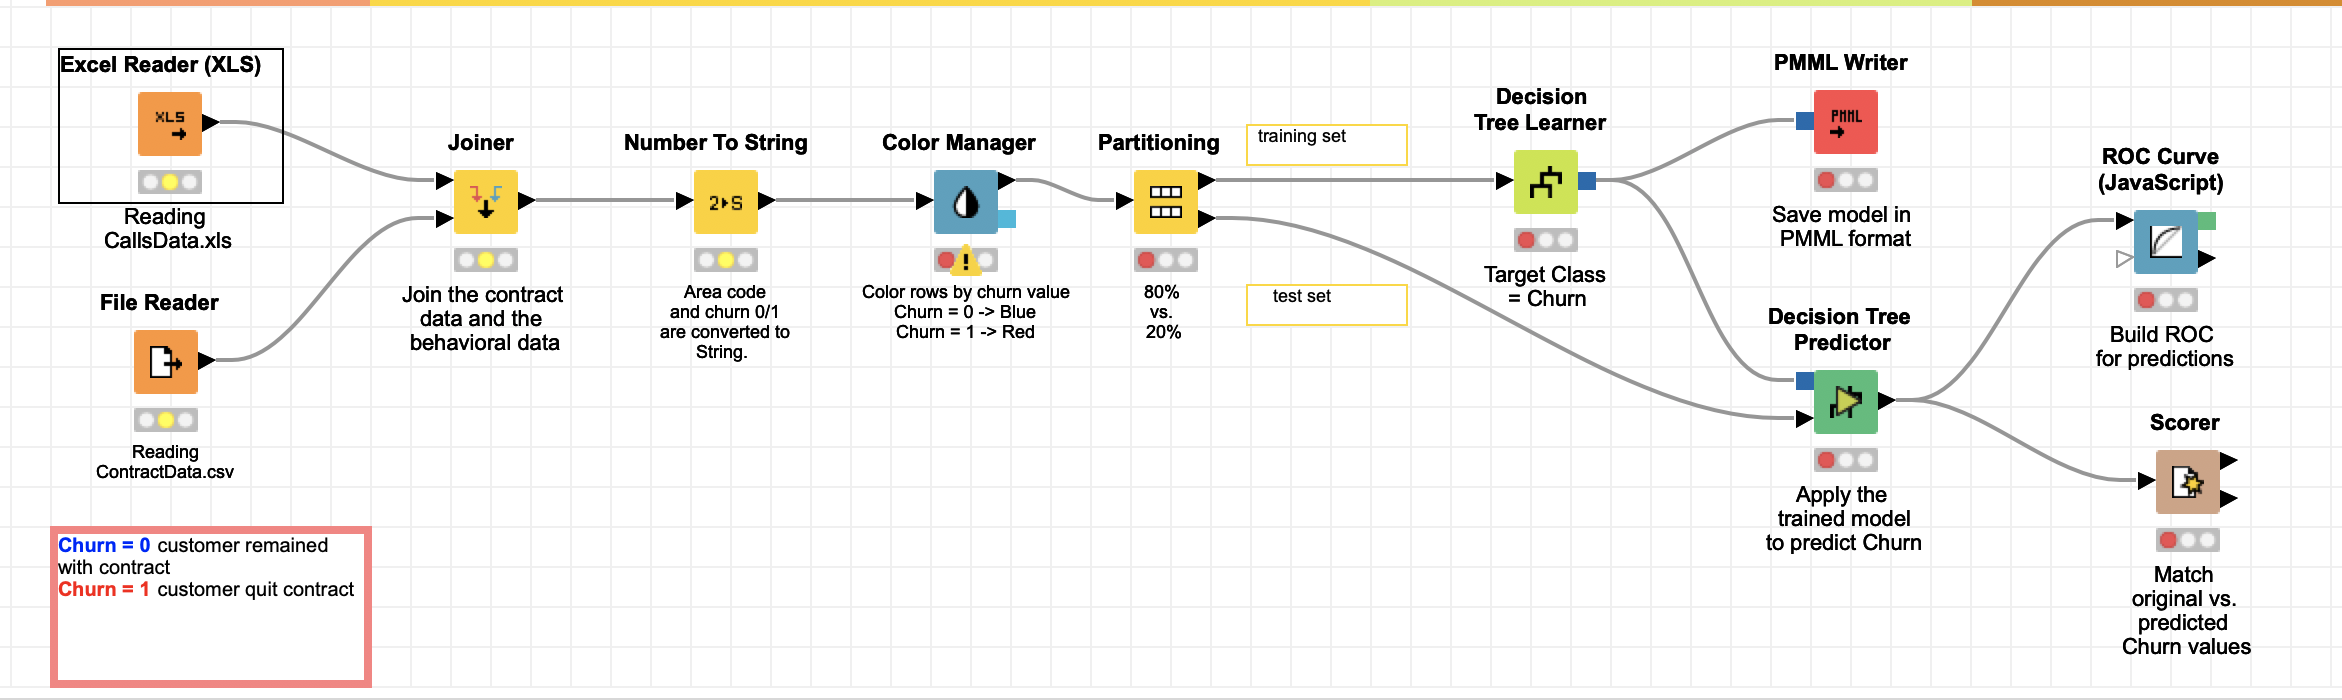 Excel Reader (XLS)
XLS
Reading
CallsData.xls
File Reader
Reading
ContractData.csv
Joiner
Join the contract
data and the
behavioral data
Number To String
2▸S
Area code
and churn 0/1
are converted to
String.
Color Manager
!
Color rows by churn value
Churn = 0 -> Blue
Churn = 1 -> Red
Partitioning
80%
vs.
20%
training set
test set
Decision
Tree Learner
Target Class
= Churn
PMML Writer
PMML
Save model in
PMML format
Decision Tree
Predictor
Apply the
trained model
to predict Churn
ROC Curve
(JavaScript)
Build ROC
for predictions
Scorer
Match
original vs.
predicted
Churn values
Churn = 0 customer remained
with contract
Churn = 1 customer quit contract